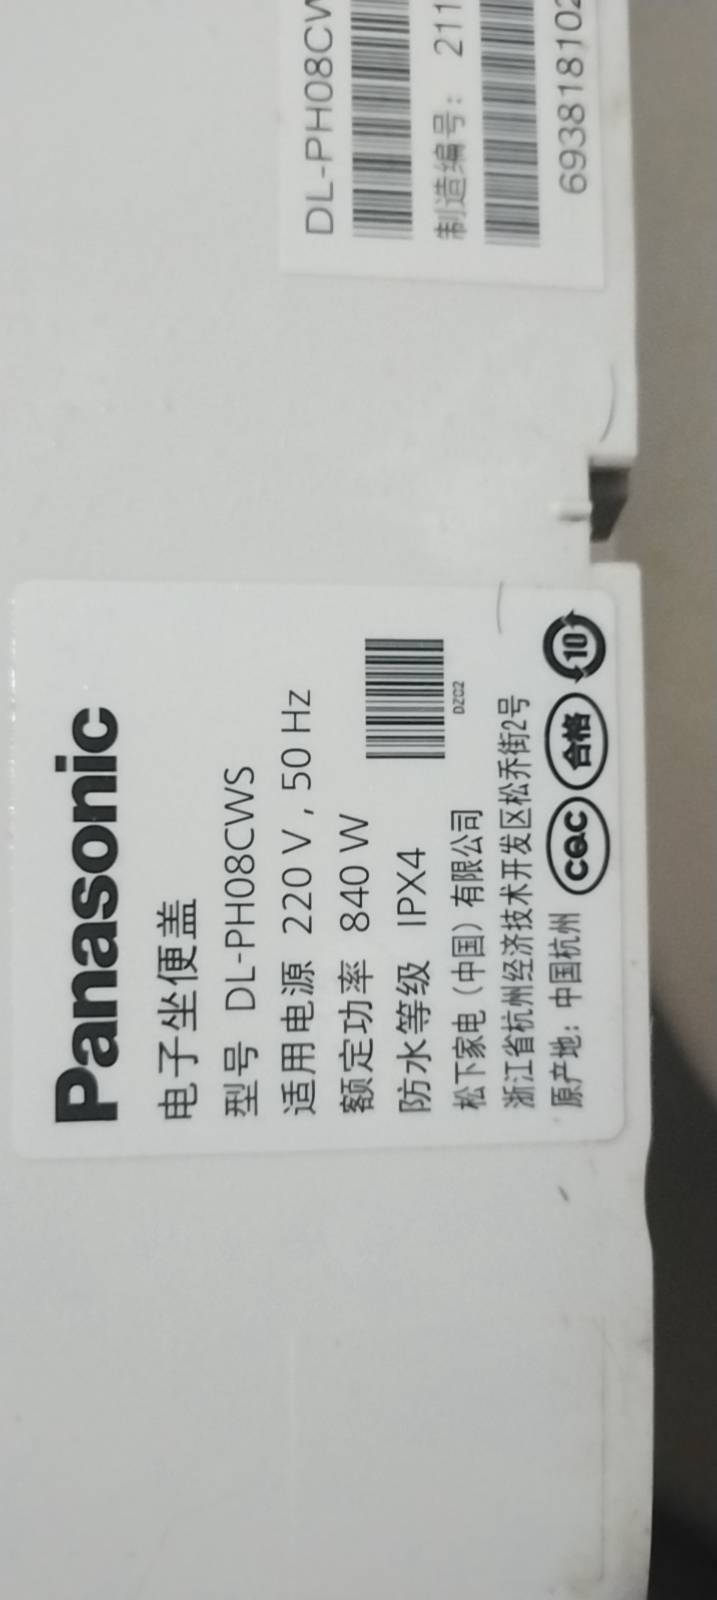 Panasonic
电子坐便盖
型号 DL-PH08CWS
适用电源 220 V , 50 Hz
额定功率 840 W
防水等级 IPX4
DZC2
松下家电（中国）有限公司
浙江省杭州经济技术开发区松乔街2号
原产地：中国杭州 CQC 合格 10
DL-PH08CW
制造编号： 211
693818102